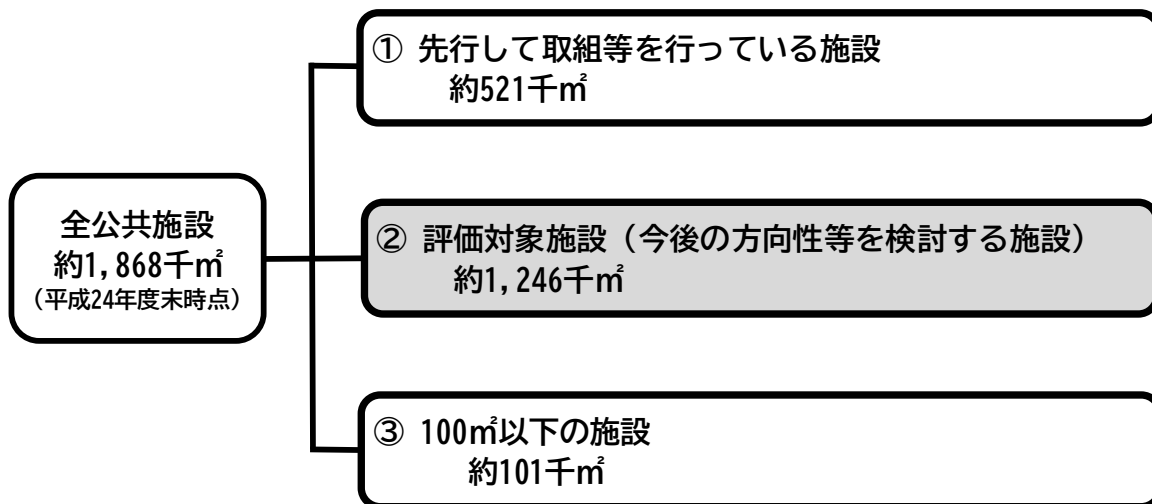 ① 先行して取組等を行っている施設
約521千㎡
全公共施設
約1,868千㎡
(平成24年度末時点)
② 評価対象施設（今後の方向性等を検討する施設）
約1,246千㎡
③ 100㎡以下の施設
約101千㎡